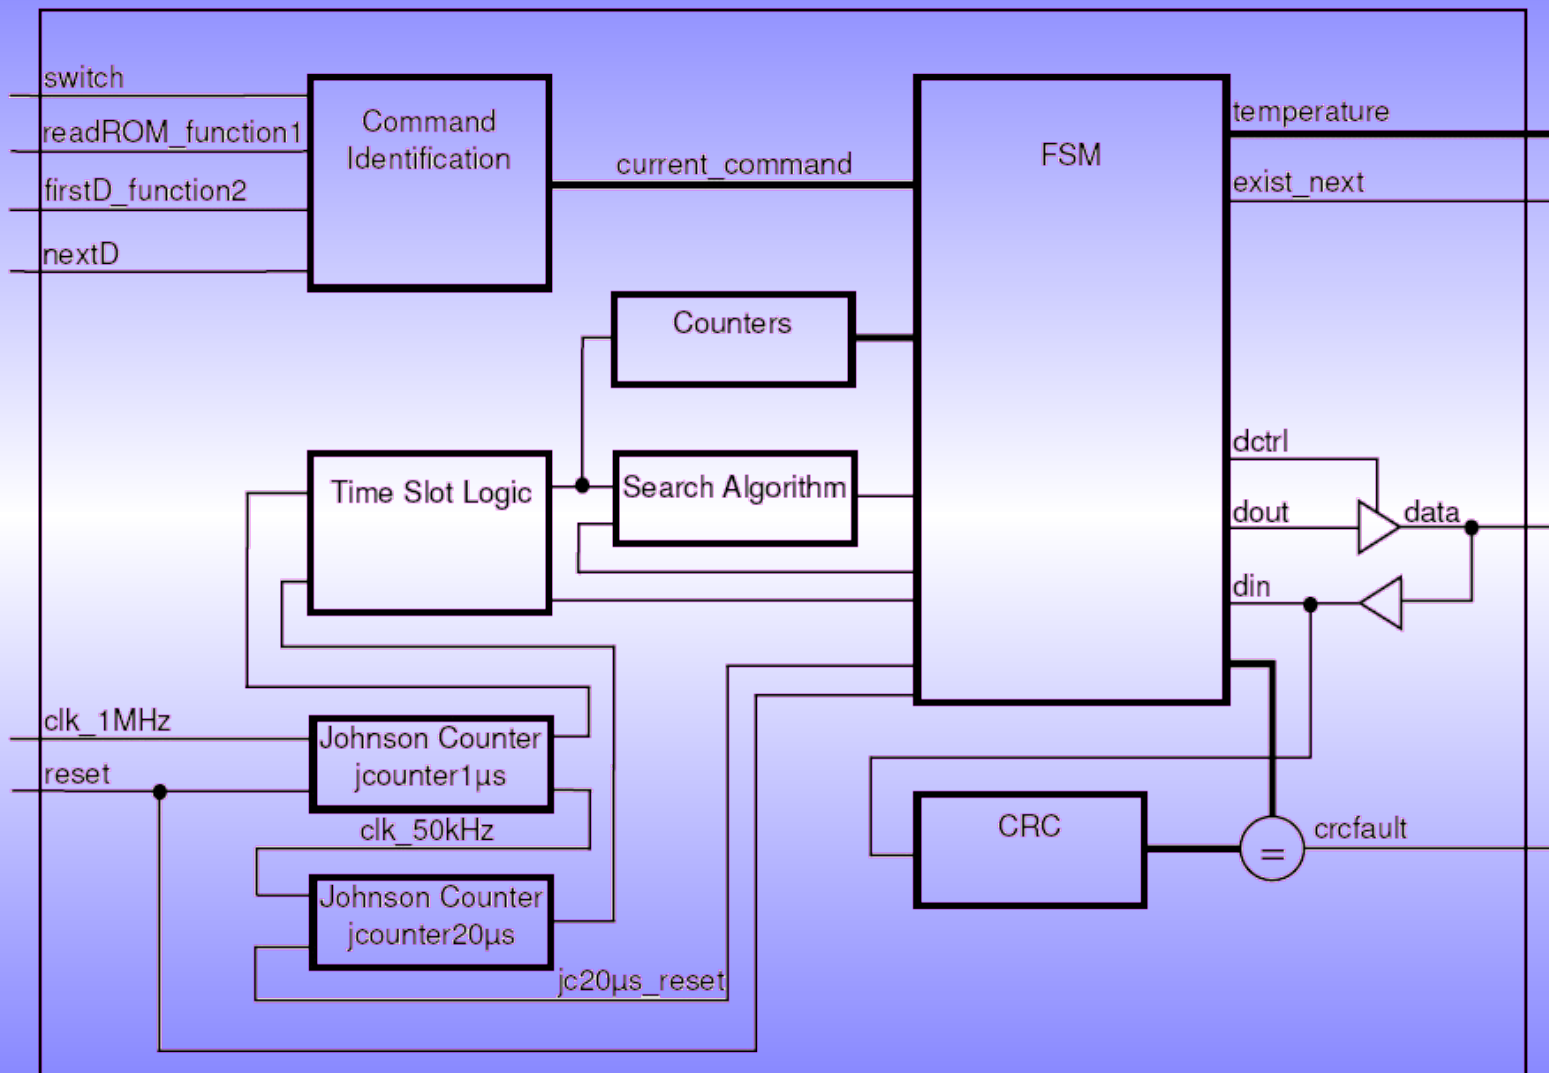 switch
readROM_function1
firstD_function2
nextD
Command
Identification
current_command
FSM
temperature
exist_next
Counters
Time Slot Logic
Search Algorithm
dctrl
dout
data
din
clk_1MHz
reset
Johnson Counter
jcounter1µs
clk_50kHz
Johnson Counter
jcounter20µs
jc20µs_reset
CRC
=
crcfault